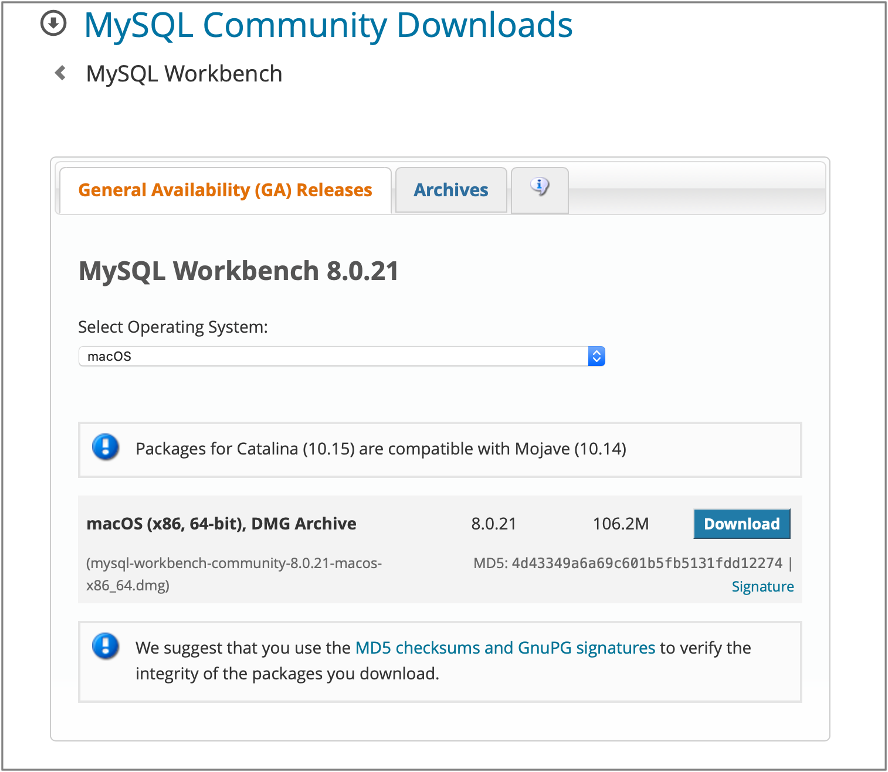 MySQL Community Downloads
MySQL Workbench
General Availability (GA) Releases
Archives
MySQL Workbench 8.0.21
Select Operating System:
macOS
Packages for Catalina (10.15) are compatible with Mojave (10.14)
macOS (x86, 64-bit), DMG Archive 8.0.21 106.2M Download
(mysql-workbench-community-8.0.21-macos-
x86_64.dmg)
MD5: 4d43349a6a69c601b5fb5131fdd12274 |
Signature
We suggest that you use the MD5 checksums and GnuPG signatures to verify the
integrity of the packages you download.